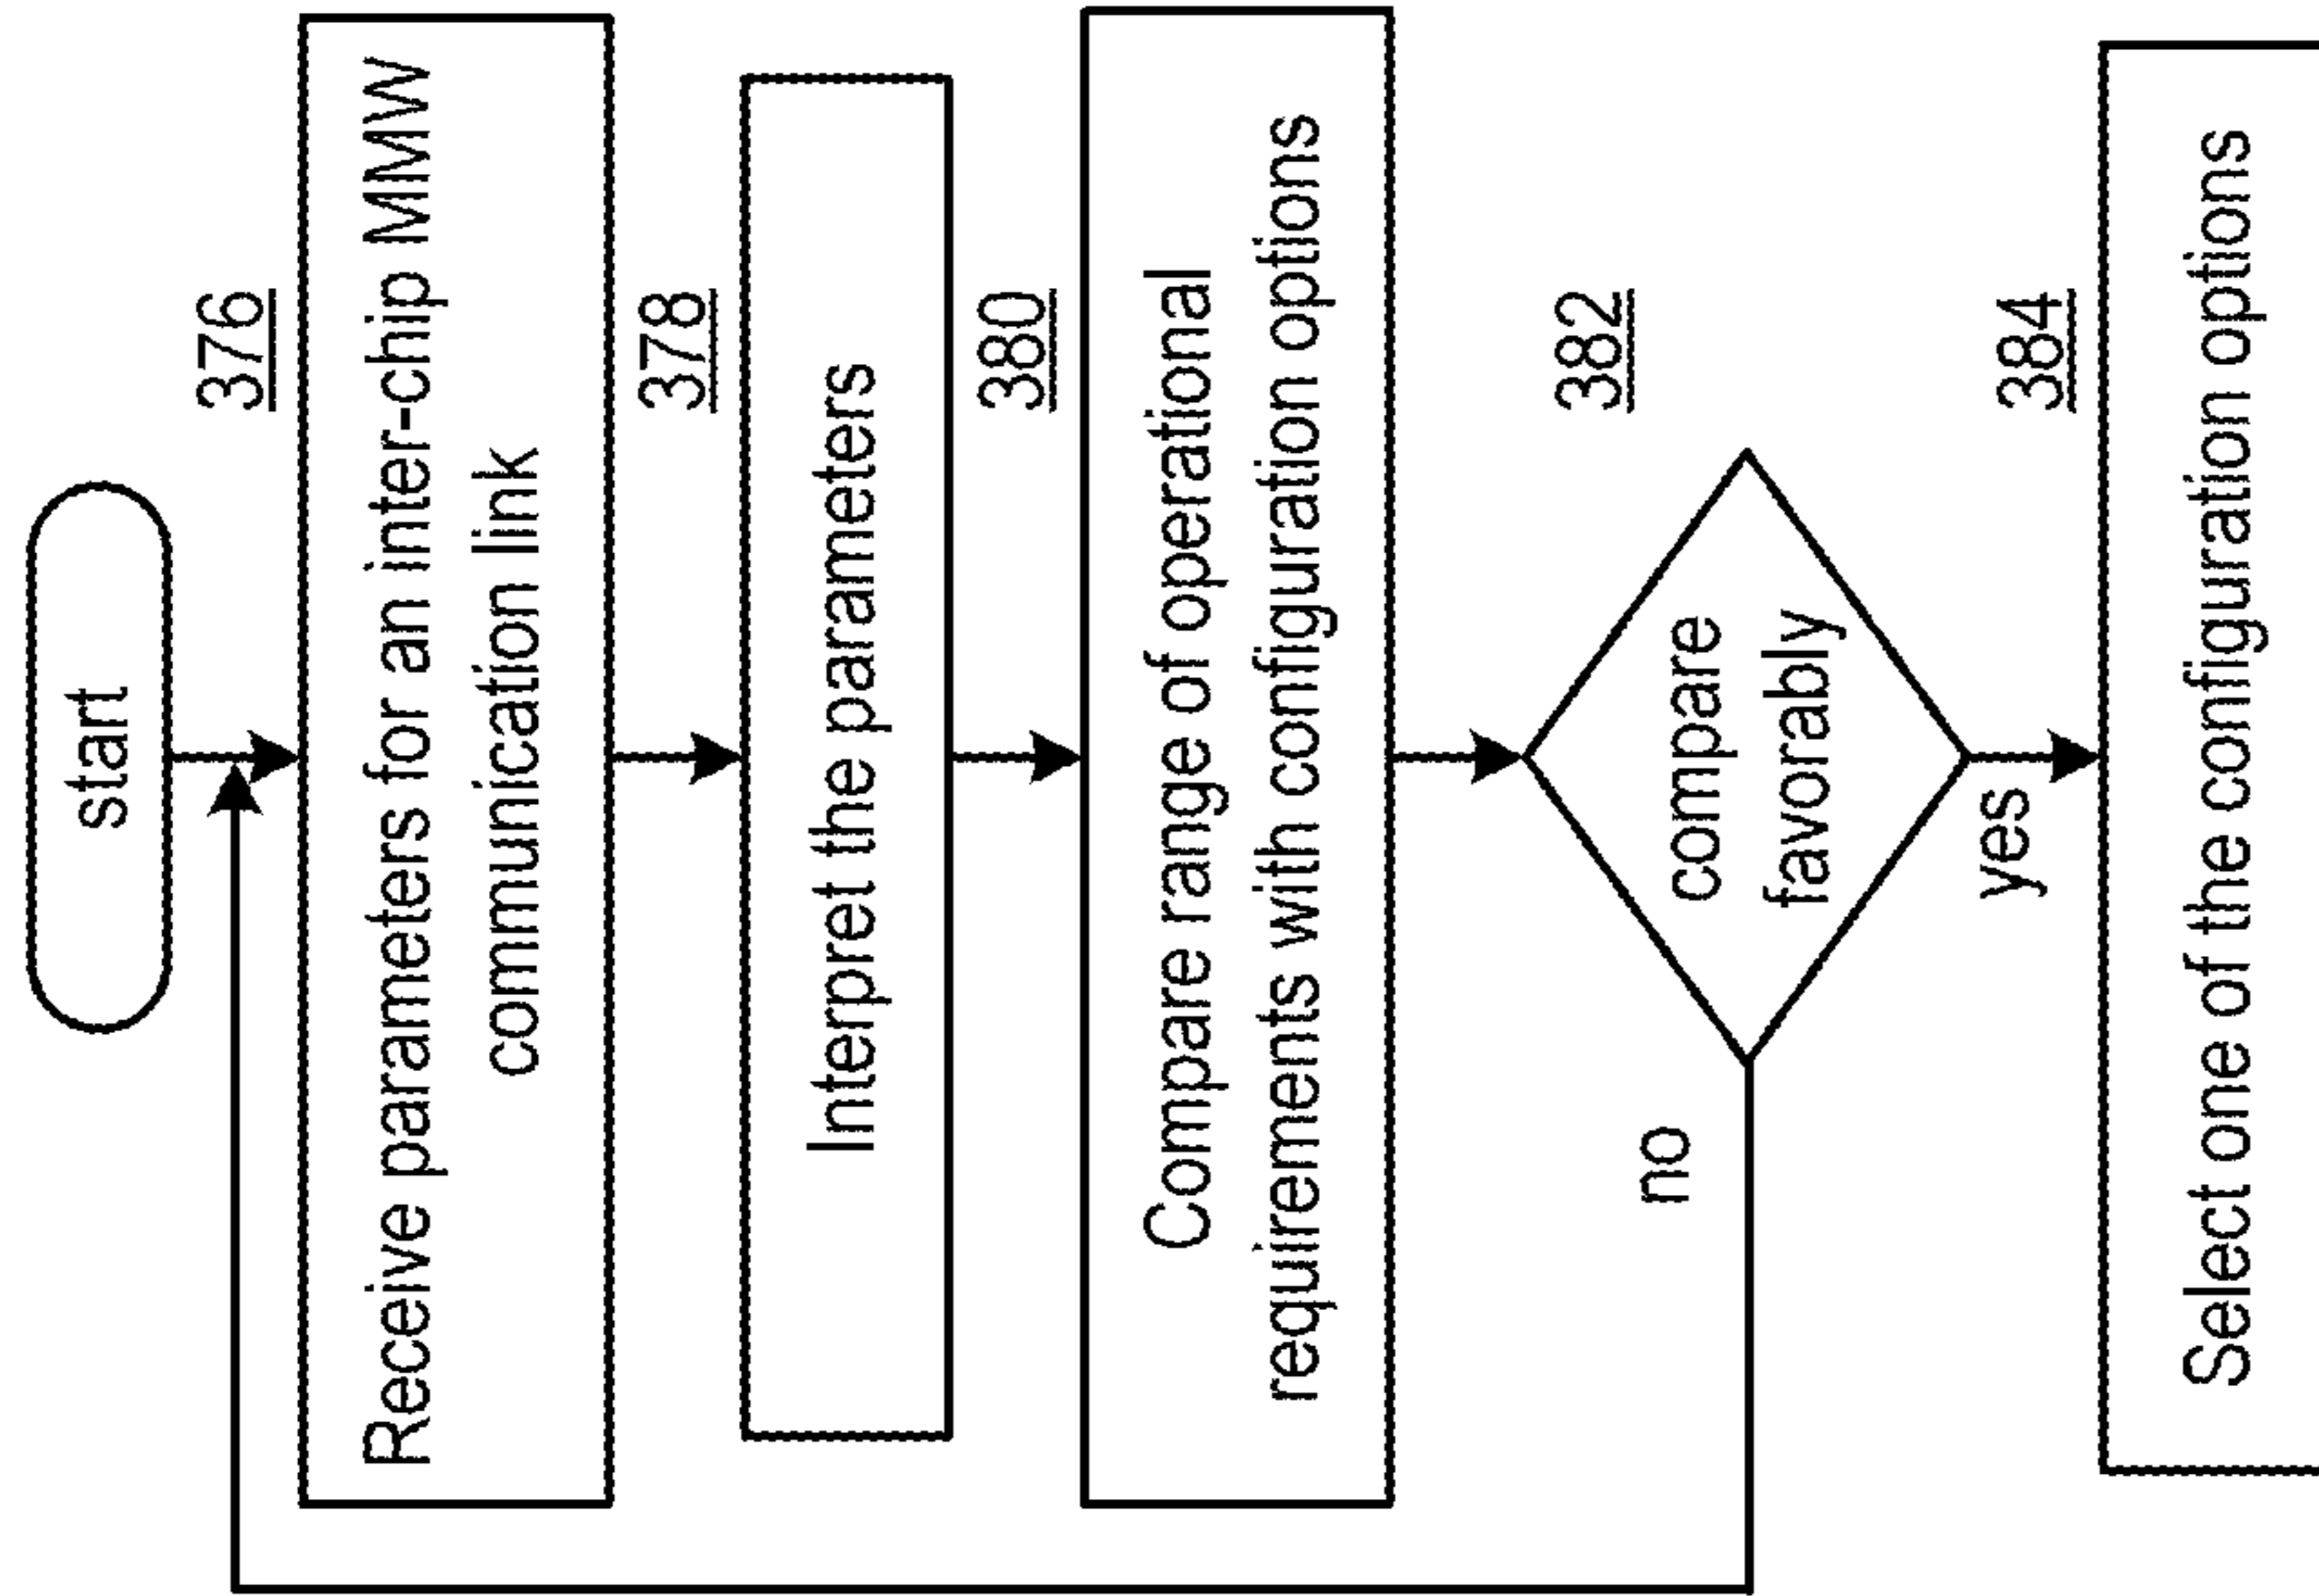 start
376
Receive parameters for an inter-chip MMW
communication link
378
Interpret the parameters
380
Compare range of operational
requirements with configuration options
382
compare
favorably
no
yes
384
Select one of the configuration options